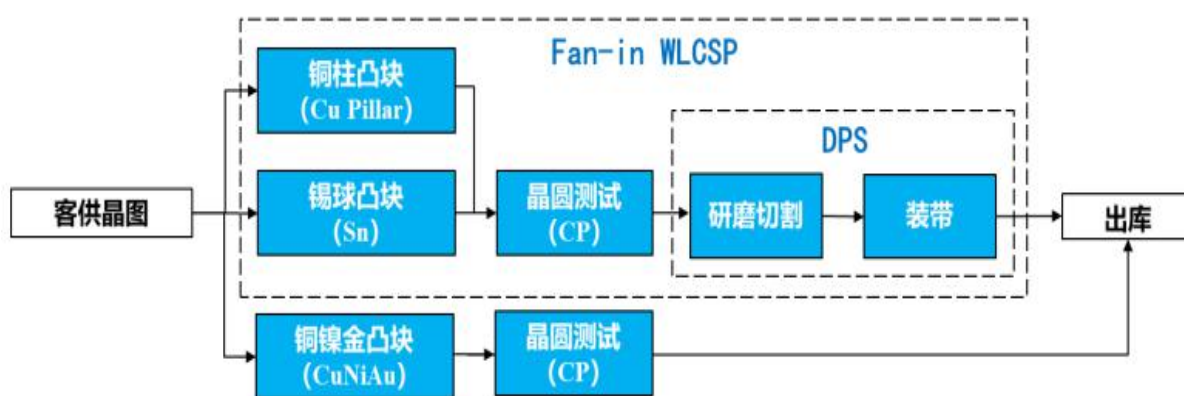 Fan-in WLCSP
铜柱凸块
(Cu Pillar)
DPS
客供晶图
锡球凸块
(Sn)
晶圆测试
(CP)
研磨切割
装带
出库
铜镍金凸块
(CuNiAu)
晶圆测试
(CP)